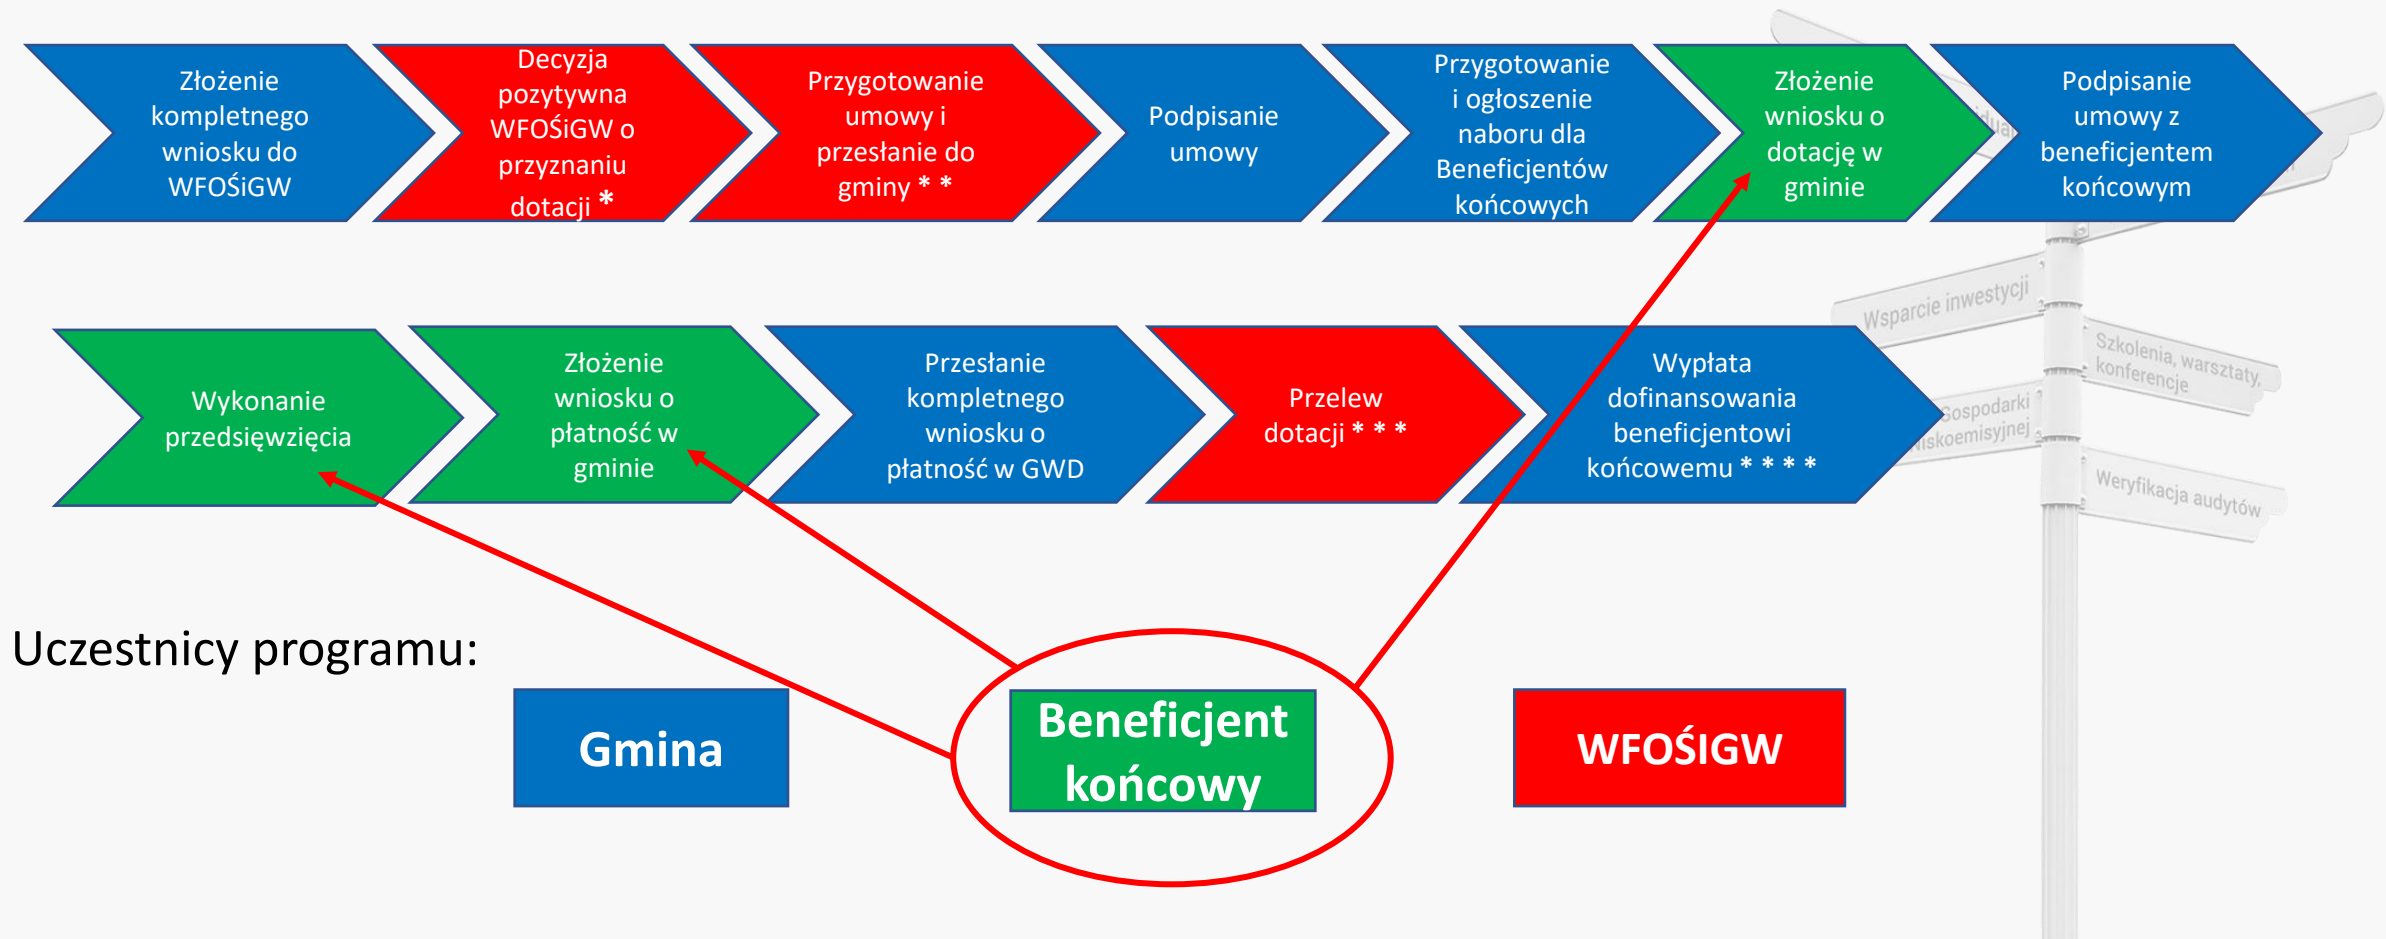 Złożenie
kompletnego
wniosku do
WFOŚiGW
Decyzja
pozytywna
WFOŚiGW o
przyznaniu
dotacji *
Przygotowanie
umowy i
przesłanie do
gminy * *
Podpisanie
umowy
Przygotowanie
i ogłoszenie
naboru dla
Beneficjentów
końcowych
Złożenie
wniosku o
dotację w
gminie
Podpisanie
umowy z
beneficjentem
końcowym
Wykonanie
przedsięwzięcia
Złożenie
wniosku o
płatność w
gminie
Przesłanie
kompletnego
wniosku o
płatność w GWD
Przelew
dotacji * * *
Wypłata
dofinansowania
beneficjentowi
końcowemu * * * *
Wsparcie inwestycji
Szkolenia, warsztaty,
konferencje
Gospodarki
niskoemisyjnej
Weryfikacja audytów
Uczestnicy programu:
Gmina
Beneficjent
końcowy
WFOŚIGW